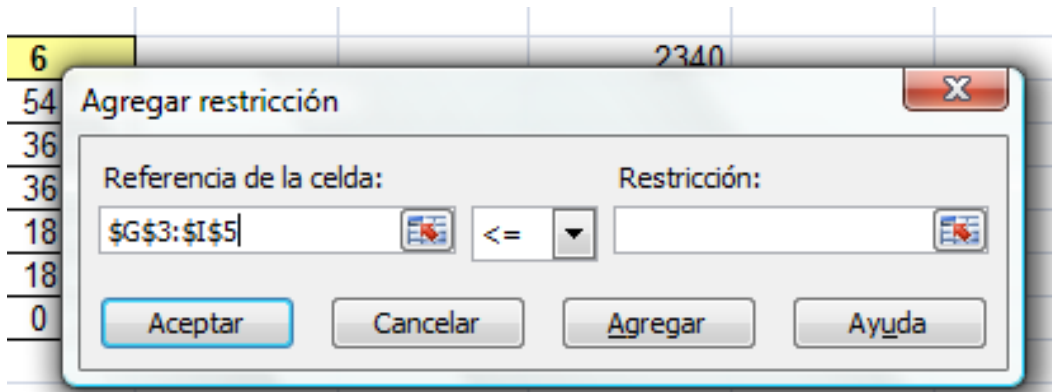 6 2340
54 Agregar restricción X
36
Referencia de la celda: Restricción:
36
18 $G$3:$I$5 <=
18
0 Aceptar Cancelar Agregar Ayuda